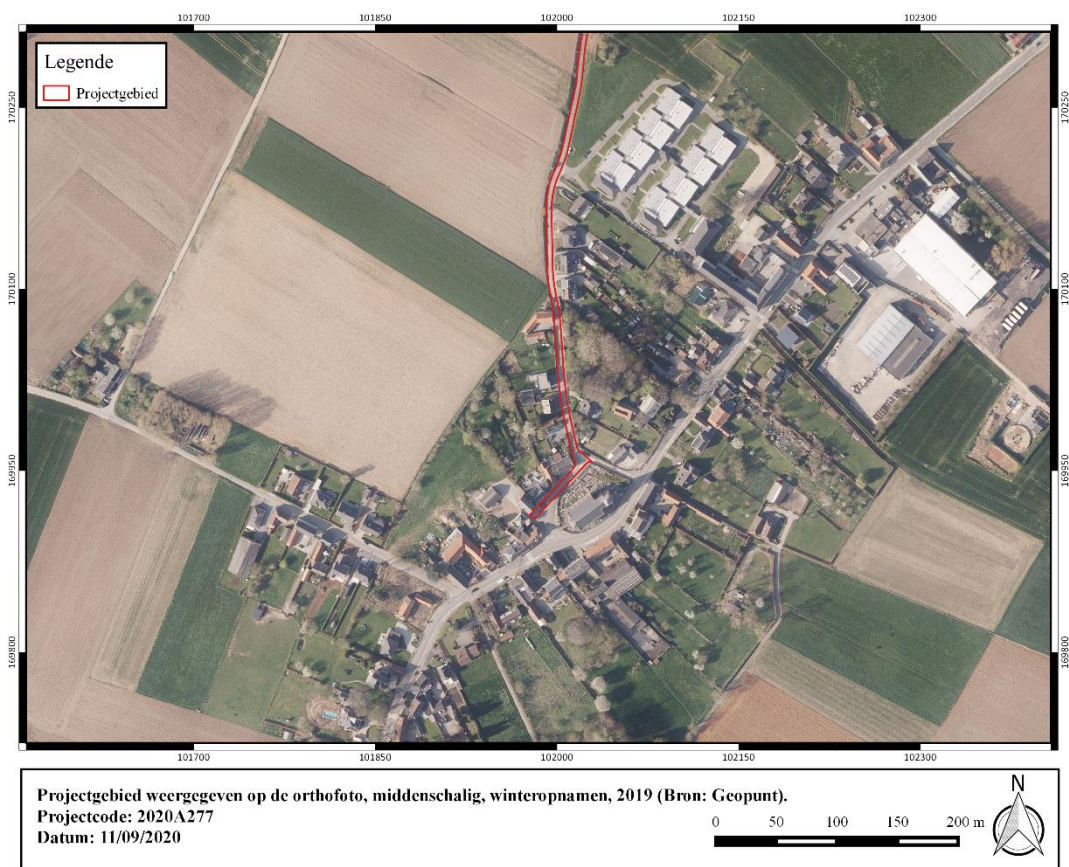 101700 101850 102000 102150 102300
Legende
Projectgebied
170250 170250
170100 170100
169950 169950
169800 169800
101700 101850 102000 102150 102300
Projectgebied weergegeven op de orthofoto, middenschalig, winteropnamen, 2019 (Bron: Geopunt).
Projectcode: 2020A277
Datum: 11/09/2020
0 50 100 150 200 m
N